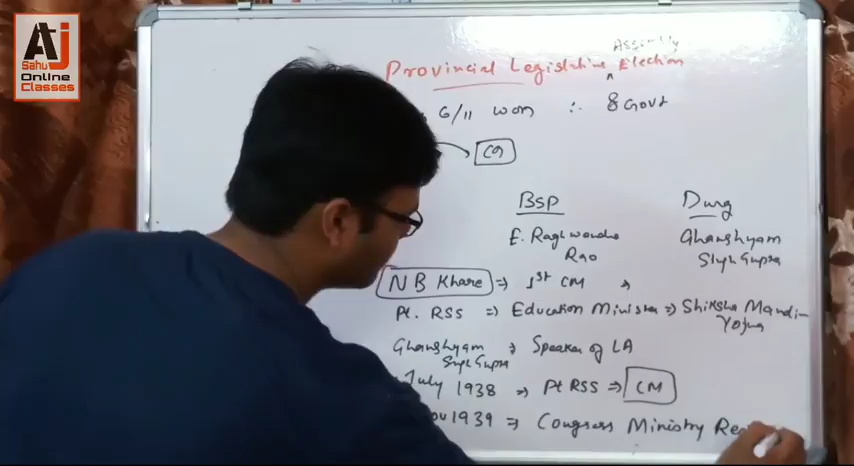 AJ
Sahu
Online
Classes
Assembly
Provincial Legislative ^ Election
6/11 won ∴ 8 Govt
CG
BSP Durg
E. Raghwendra Rao
Ghanshyam Singh Gupta
NB Khare ⇒ 1st CM
Pt. RSS ⇒ Education Minister ⇒ Shiksha Mandir Yojna
Ghanshyam Singh Gupta ⇒ Speaker of LA
July 1938 ⇒ Pt RSS ⇒ CM
1939 ⇒ Congress Ministry